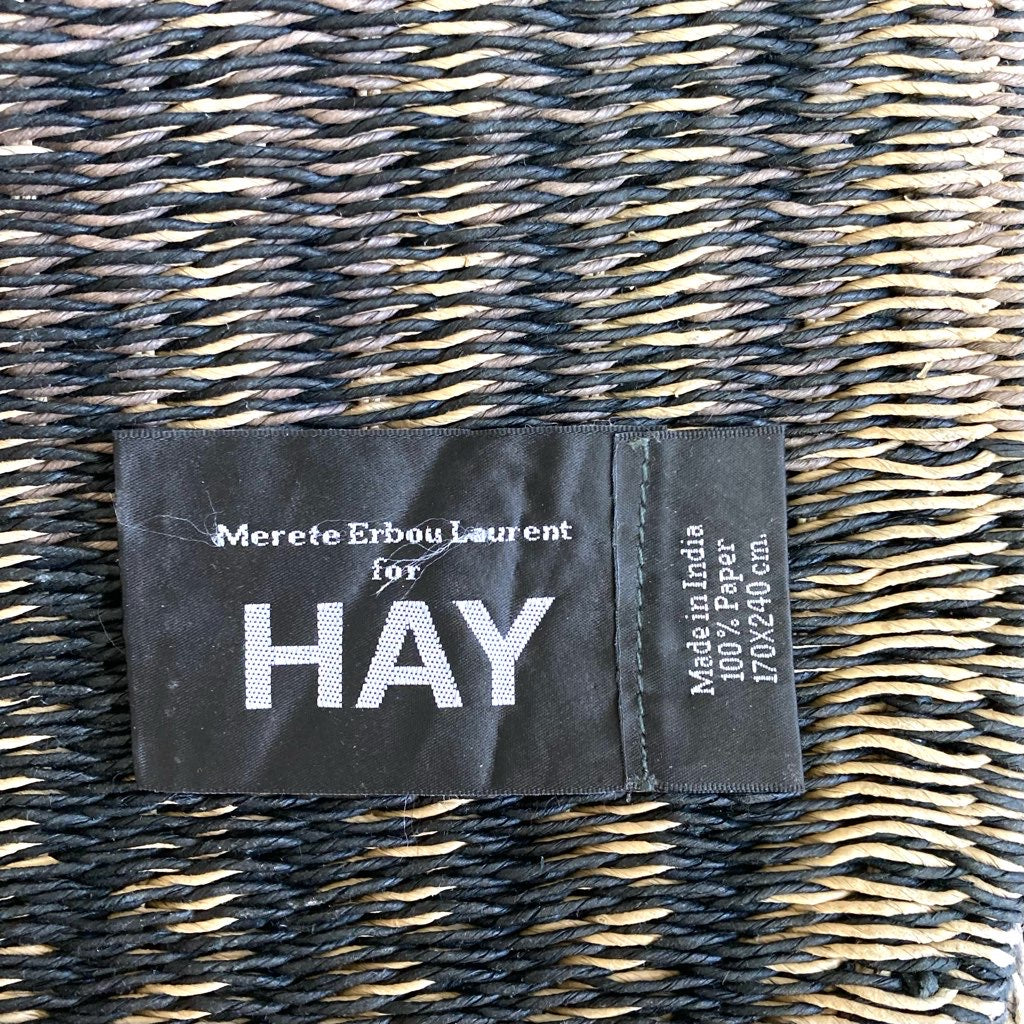 Merete Erbou Laurent
for
HAY
Made in India
100% Paper
170X240 cm.